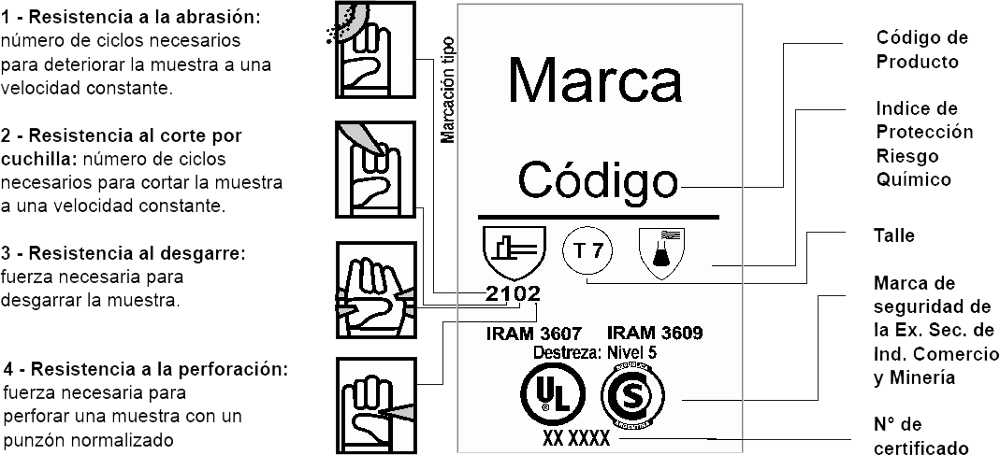 1 - Resistencia a la abrasión:
número de ciclos necesarios
para deteriorar la muestra a una
velocidad constante.
2 - Resistencia al corte por
cuchilla: número de ciclos
necesarios para cortar la muestra
a una velocidad constante.
3 - Resistencia al desgarre:
fuerza necesaria para
desgarrar la muestra.
4 - Resistencia a la perforación:
fuerza necesaria para
perforar una muestra con un
punzón normalizado
Marcación tipo
Marca
Código
T 7
2102
IRAM 3607 IRAM 3609
Destreza: Nivel 5
UL ®
REPUBLICA
S
ARGENTINA
XX XXXX
Código de
Producto
Indice de
Protección
Riesgo
Químico
Talle
Marca de
seguridad de
la Ex. Sec. de
Ind. Comercio
y Minería
N° de
certificado